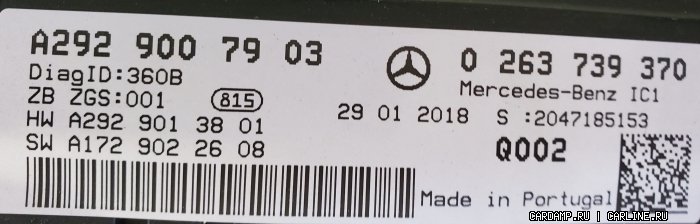 A292 900 79 03
0 263 739 370
DiagID:360B
Mercedes-Benz IC1
ZB ZGS:001 815
29 01 2018 S :2047185153
HW A292 901 38 01
SW A172 902 26 08
Q002
Made in Portugal
CARDAMP.RU | CARLINE.RU